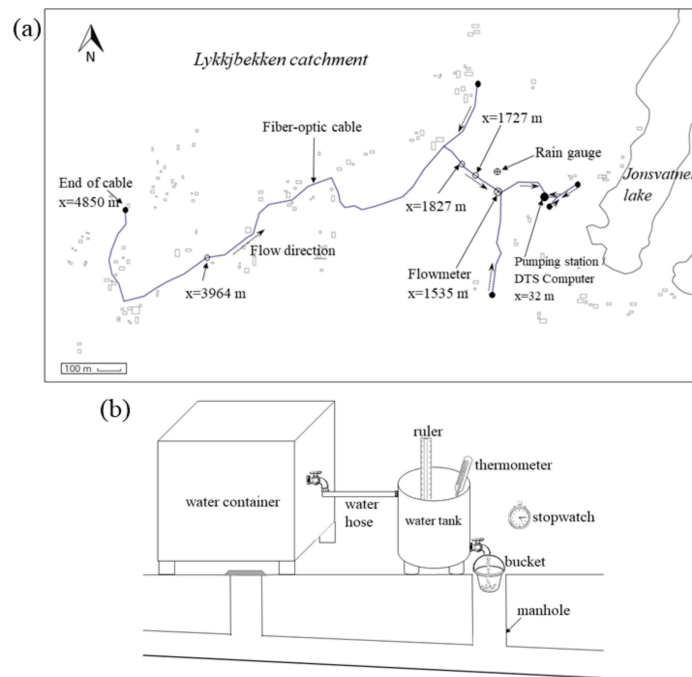 (a)
N
Lykkjbekken catchment
x=1727 m
Fiber-optic cable
Rain gauge
End of cable
x=4850 m
x=1827 m
Jonsvatnet
lake
Flow direction
Pumping station /
DTS Computer
x=32 m
Flowmeter
x=1535 m
x=3964 m
100 m
(b)
ruler
thermometer
water container
water
hose
water tank
stopwatch
bucket
manhole